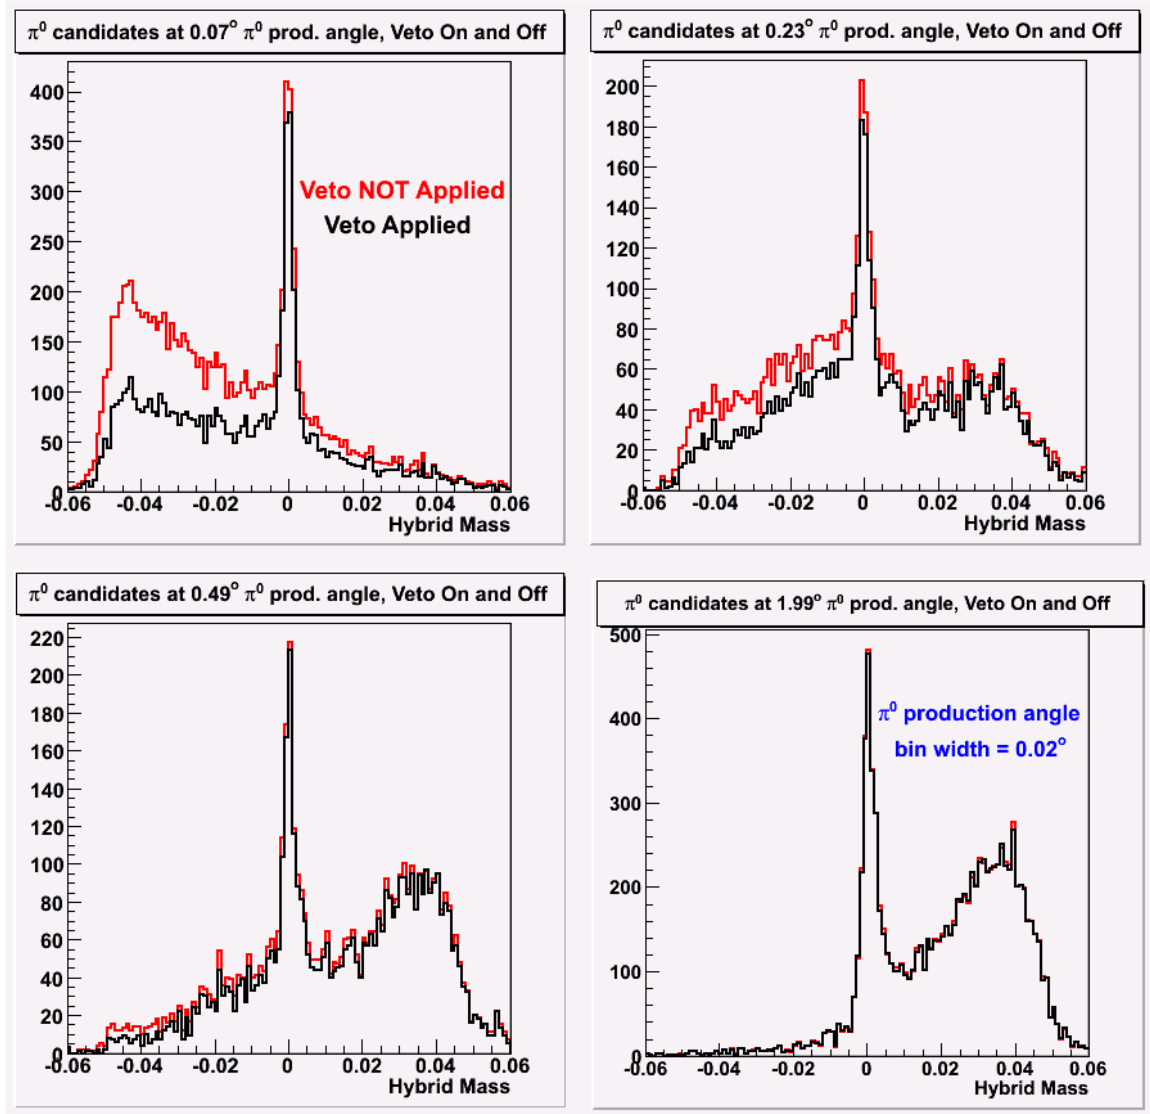 π⁰ candidates at 0.07° π⁰ prod. angle, Veto On and Off
400
350
300
250
200
150
100
50
0
Veto NOT Applied
Veto Applied
-0.06 -0.04 -0.02 0 0.02 0.04 0.06
Hybrid Mass
π⁰ candidates at 0.23° π⁰ prod. angle, Veto On and Off
200
180
160
140
120
100
80
60
40
20
0
-0.06 -0.04 -0.02 0 0.02 0.04 0.06
Hybrid Mass
π⁰ candidates at 0.49° π⁰ prod. angle, Veto On and Off
220
200
180
160
140
120
100
80
60
40
20
0
-0.06 -0.04 -0.02 0 0.02 0.04 0.06
Hybrid Mass
π⁰ candidates at 1.99° π⁰ prod. angle, Veto On and Off
500
400
300
200
100
0
π⁰ production angle
bin width = 0.02°
-0.06 -0.04 -0.02 0 0.02 0.04 0.06
Hybrid Mass